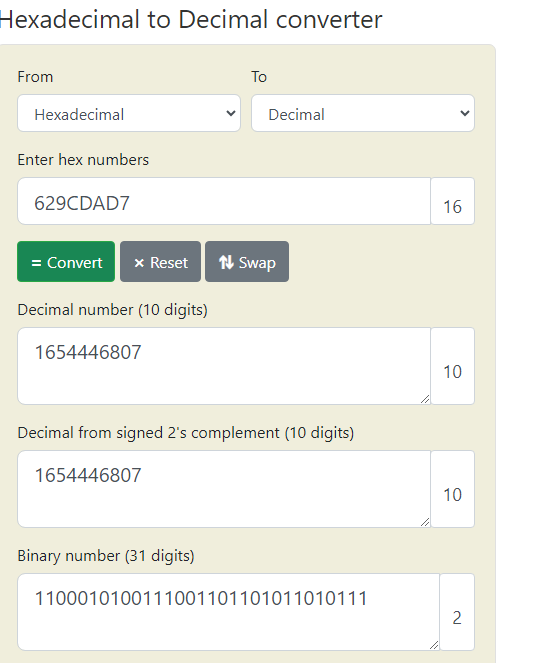 Hexadecimal to Decimal converter
From To
Hexadecimal Decimal
Enter hex numbers
629CDAD7 16
= Convert × Reset Swap
Decimal number (10 digits)
1654446807
10
Decimal from signed 2's complement (10 digits)
1654446807
10
Binary number (31 digits)
1100010100111001101101011010111
2